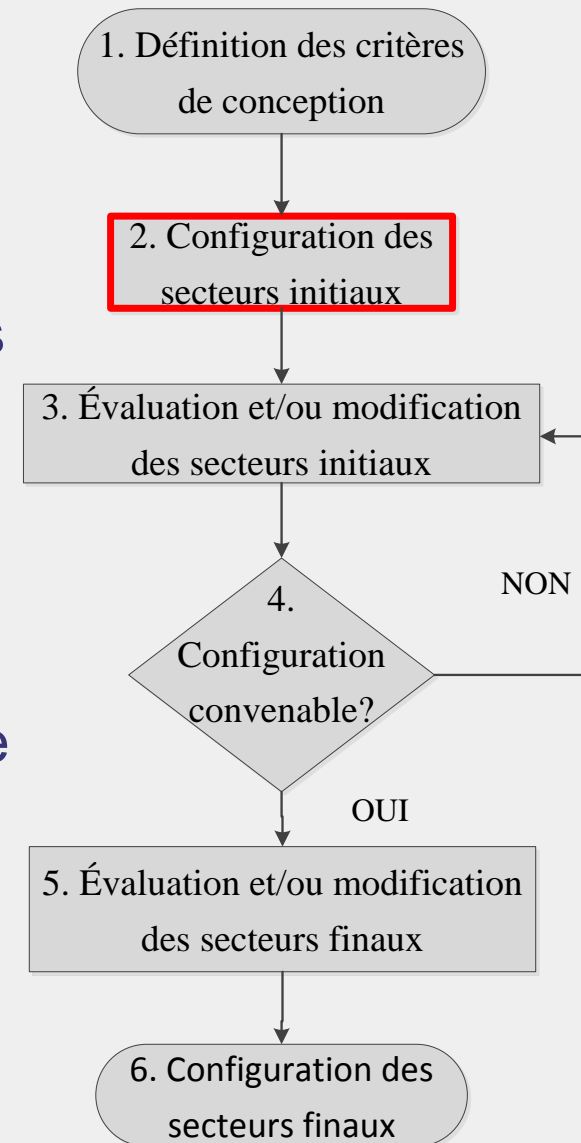 1. Définition des critères
de conception
2. Configuration des
secteurs initiaux
s
3. Évaluation et/ou modification
des secteurs initiaux
NON
4.
Configuration
convenable?
e
OUI
5. Évaluation et/ou modification
des secteurs finaux
6. Configuration des
secteurs finaux